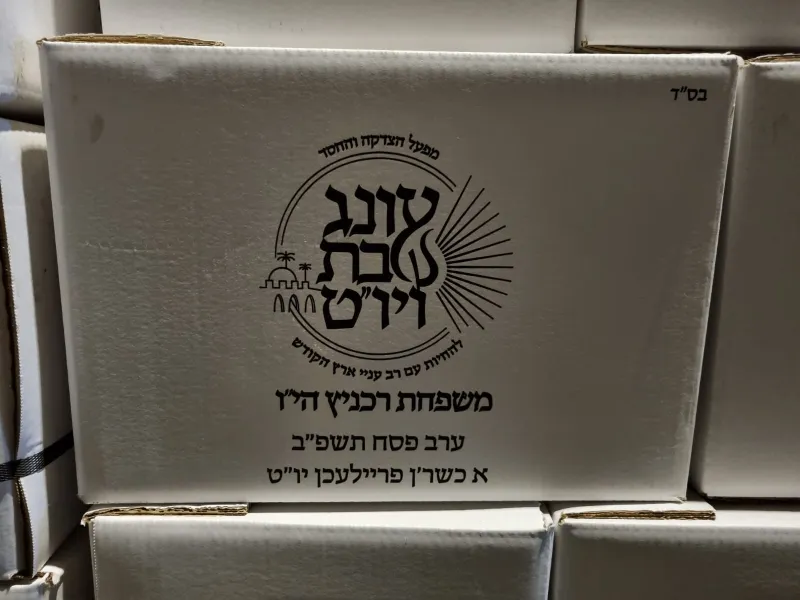 בס"ד
מפעל הצדקה והחסד
עונג
שבת
ויו"ט
להחיות עם רב עניי ארץ הקודש
משפחת רכניץ הי"ו
ערב פסח תשפ"ב
א כשר'ן פריילעכן יו"ט